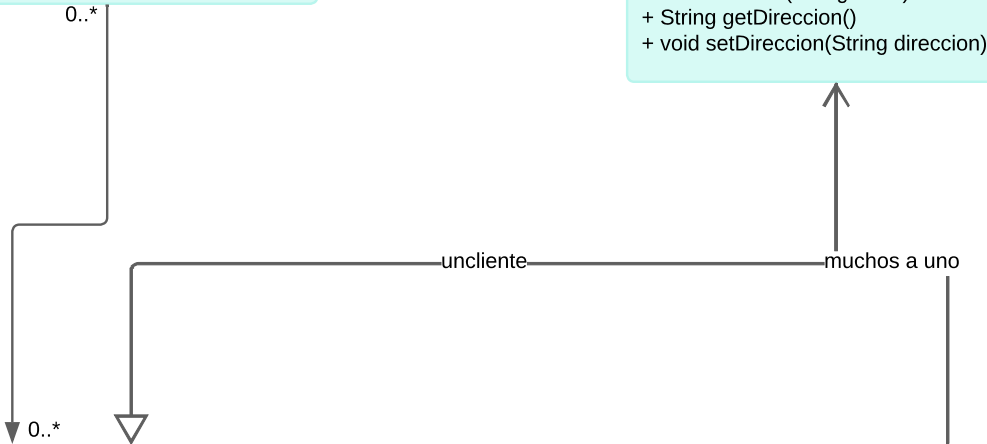 0..*
+ String getDireccion()
+ void setDireccion(String direccion)
uncliente
muchos a uno
0..*